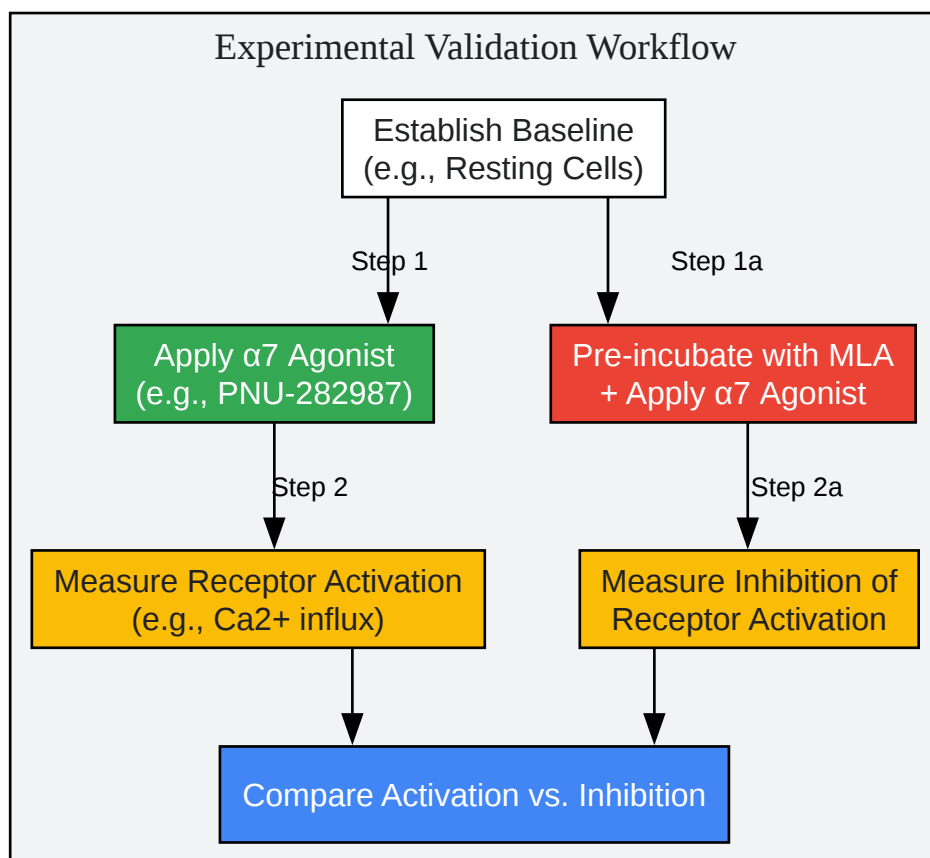 Experimental Validation Workflow
Establish Baseline
(e.g., Resting Cells)
Step 1
Step 1a
Apply α7 Agonist
(e.g., PNU-282987)
Pre-incubate with MLA
+ Apply α7 Agonist
Step 2
Step 2a
Measure Receptor Activation
(e.g., Ca2+ influx)
Measure Inhibition of
Receptor Activation
Compare Activation vs. Inhibition